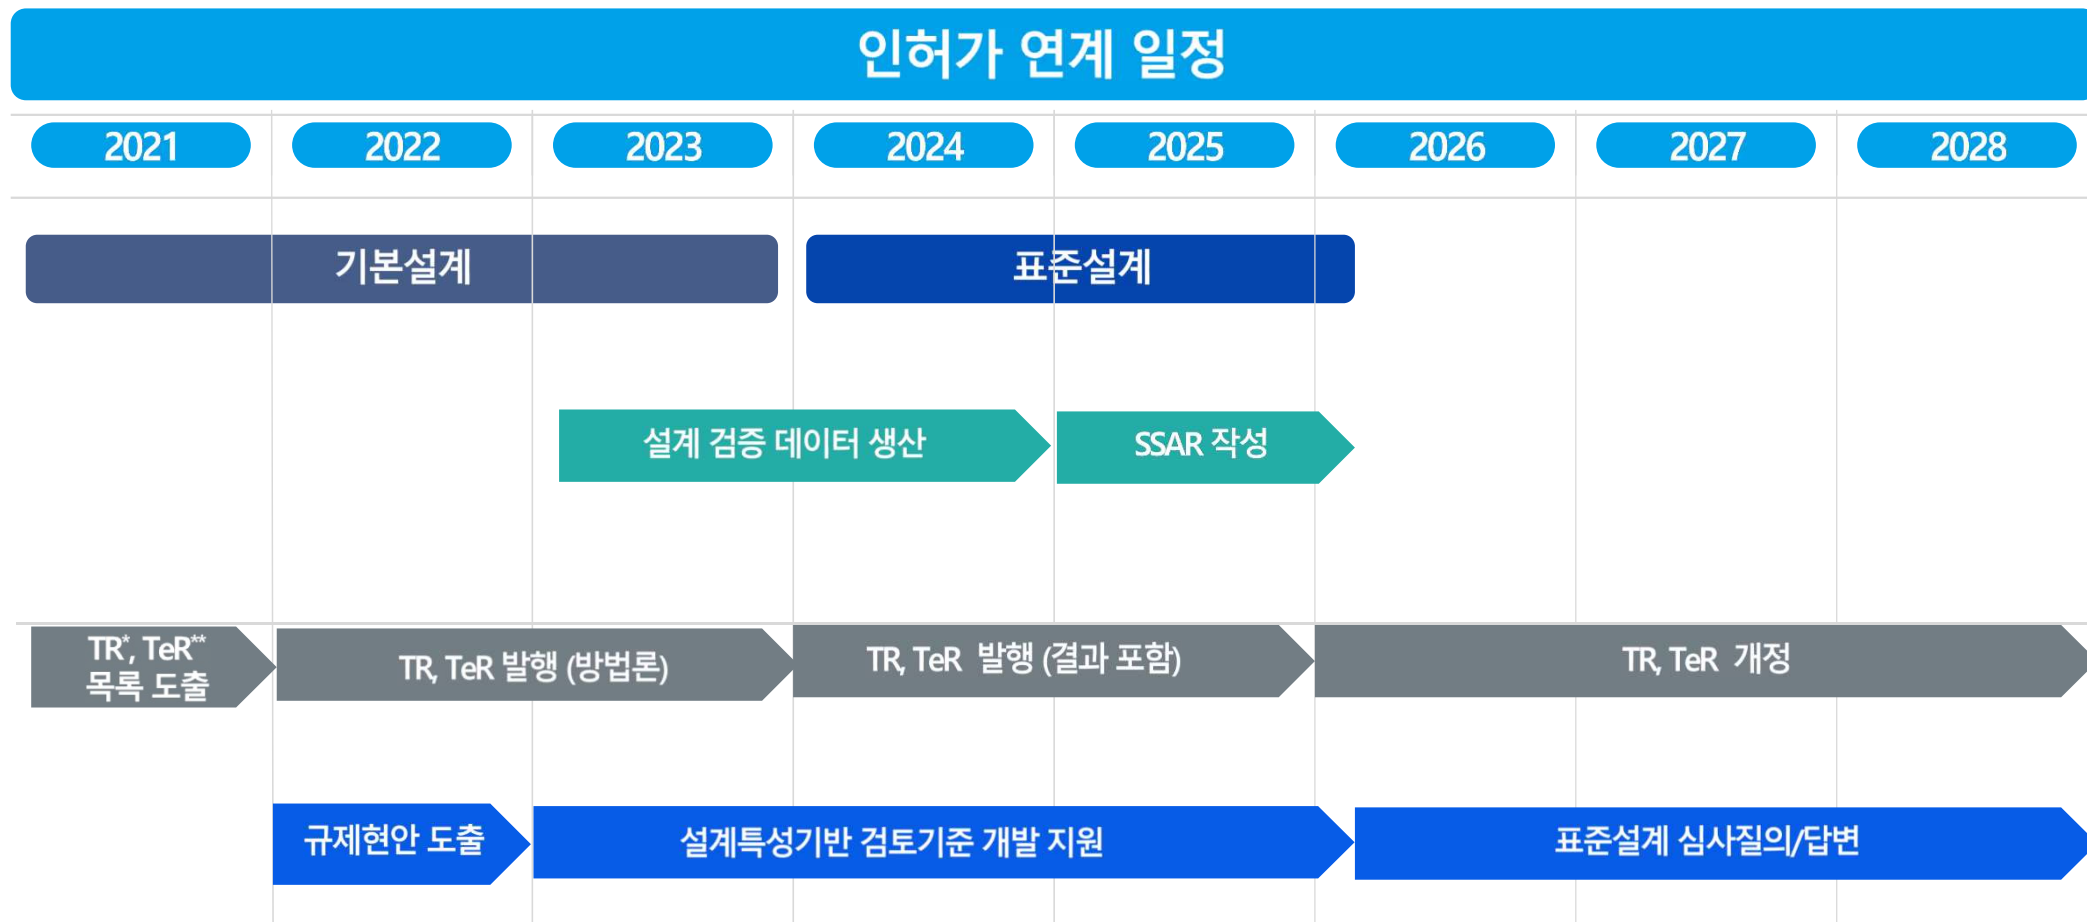 인허가 연계 일정
2021 2022 2023 2024 2025 2026 2027 2028
기본설계 표준설계
설계 검증 데이터 생산 SSAR 작성
TR*, TeR**
목록 도출
TR, TeR 발행 (방법론)
TR, TeR 발행 (결과 포함)
TR, TeR 개정
규제현안 도출 설계특성기반 검토기준 개발 지원 표준설계 심사질의/답변